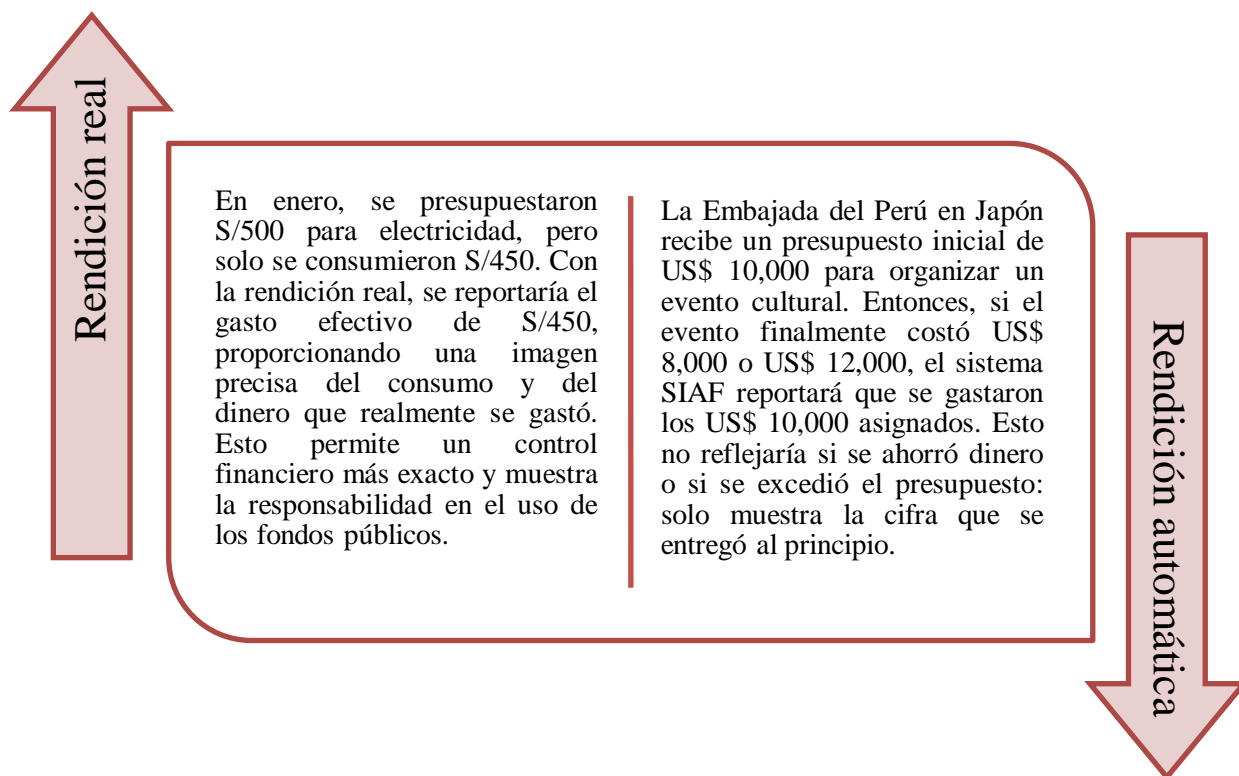 Rendición real
En enero, se presupuestaron
S/500 para electricidad, pero
solo se consumieron S/450. Con
la rendición real, se reportaría el
gasto efectivo de S/450,
proporcionando una imagen
precisa del consumo y del
dinero que realmente se gastó.
Esto permite un control
financiero más exacto y muestra
la responsabilidad en el uso de
los fondos públicos.
La Embajada del Perú en Japón
recibe un presupuesto inicial de
US$ 10,000 para organizar un
evento cultural. Entonces, si el
evento finalmente costó US$
8,000 o US$ 12,000, el sistema
SIAF reportará que se gastaron
los US$ 10,000 asignados. Esto
no reflejaría si se ahorró dinero
o si se excedió el presupuesto:
solo muestra la cifra que se
entregó al principio.
Rendición automática